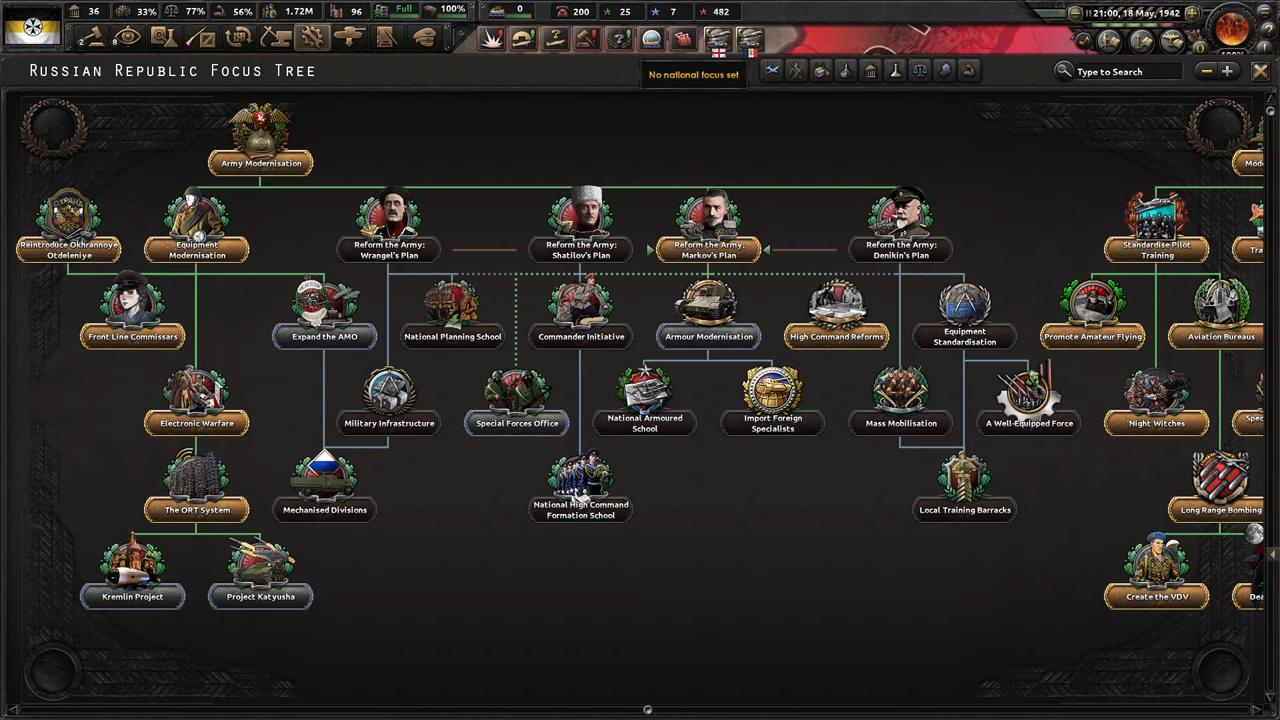 36 33% 77% 56% 1.72M 96 Full 100% 0 200 25 7 482
21:00, 18 May, 1942
2 8
0
100%
RUSSIAN REPUBLIC FOCUS TREE
No national focus set
Type to Search
Army Modernisation
Reintroduce Okhrannoye
Otdeleniye
Equipment
Modernisation
Reform the Army:
Wrangel's Plan
Reform the Army:
Shatilov's Plan
Reform the Army:
Markov's Plan
Reform the Army:
Denikin's Plan
Standardise Pilot
Training
Front Line Commissars
Expand the AMO
National Planning School
Commander Initiative
Armour Modernisation
High Command Reforms
Equipment
Standardisation
Promote Amateur Flying
Aviation Bureaus
Electronic Warfare
Military Infrastructure
Special Forces Office
National Armoured
School
Import Foreign
Specialists
Mass Mobilisation
A Well-Equipped Force
Night Witches
The ORT System
Mechanised Divisions
National High Command
Formation School
Local Training Barracks
Long Range Bombing
Kremlin Project
Project Katyusha
Create the VDV